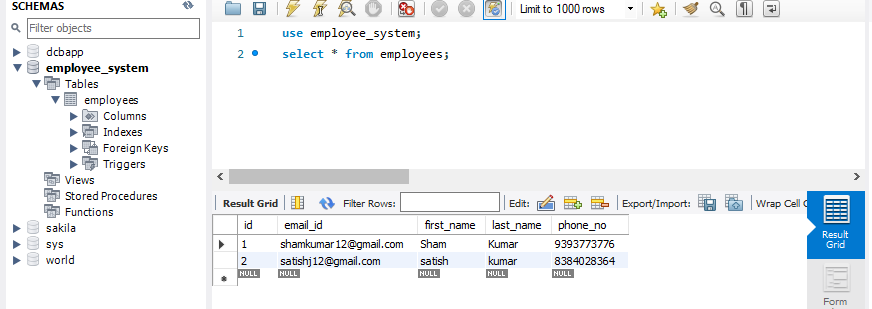 SCHEMAS
Filter objects
dcbapp
employee_system
Tables
employees
Columns
Indexes
Foreign Keys
Triggers
Views
Stored Procedures
Functions
sakila
sys
world
Limit to 1000 rows
1 use employee_system;
2 select * from employees;
Result Grid Filter Rows: Edit: Export/Import: Wrap Cell C
id email_id first_name last_name phone_no
1 shamkumar12@gmail.com Sham Kumar 9393773776
2 satishj12@gmail.com satish kumar 8384028364
NULL NULL NULL NULL NULL
Result
Grid
Form